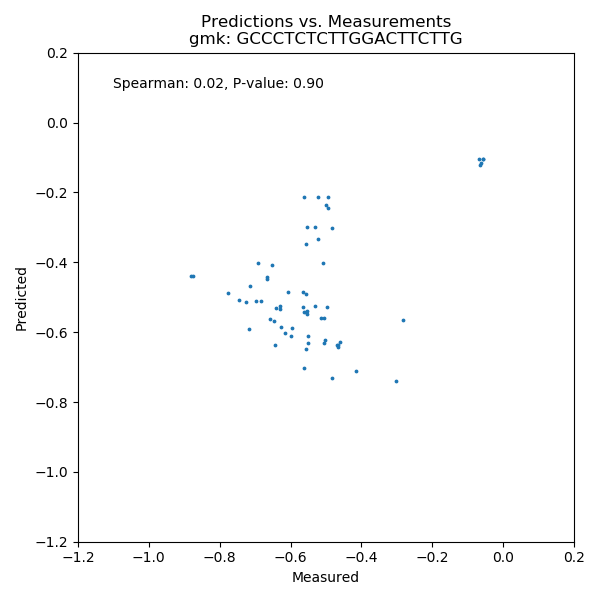 Predictions vs. Measurements
gmk: GCCCTCTCTTGGACTTCTTG
Spearman: 0.02, P-value: 0.90
0.2
0.0
−0.2
−0.4
−0.6
−0.8
−1.0
−1.2
Predicted
−1.2 −1.0 −0.8 −0.6 −0.4 −0.2 0.0 0.2
Measured